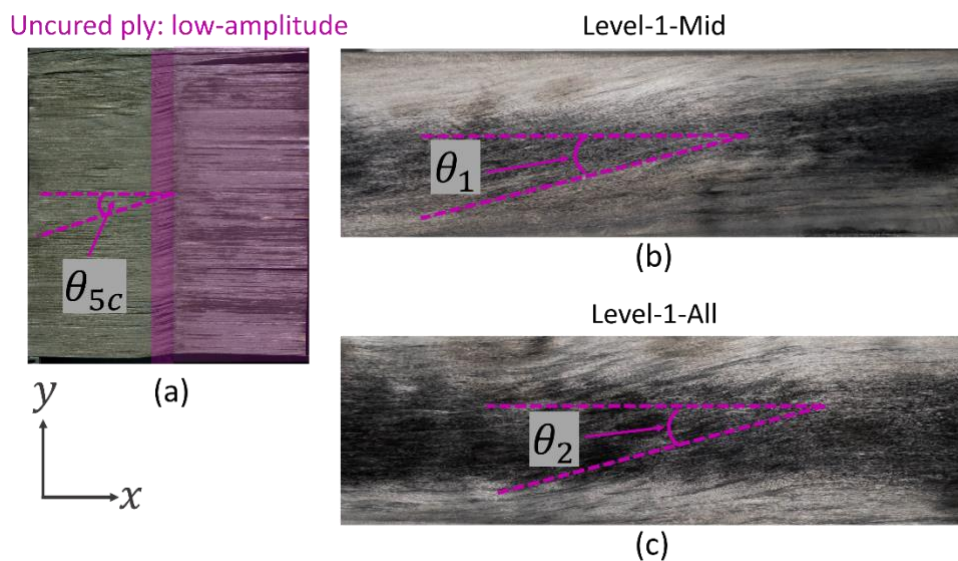 Uncured ply: low-amplitude
θ5c
(a)
y
x
Level-1-Mid
θ1
(b)
Level-1-All
θ2
(c)